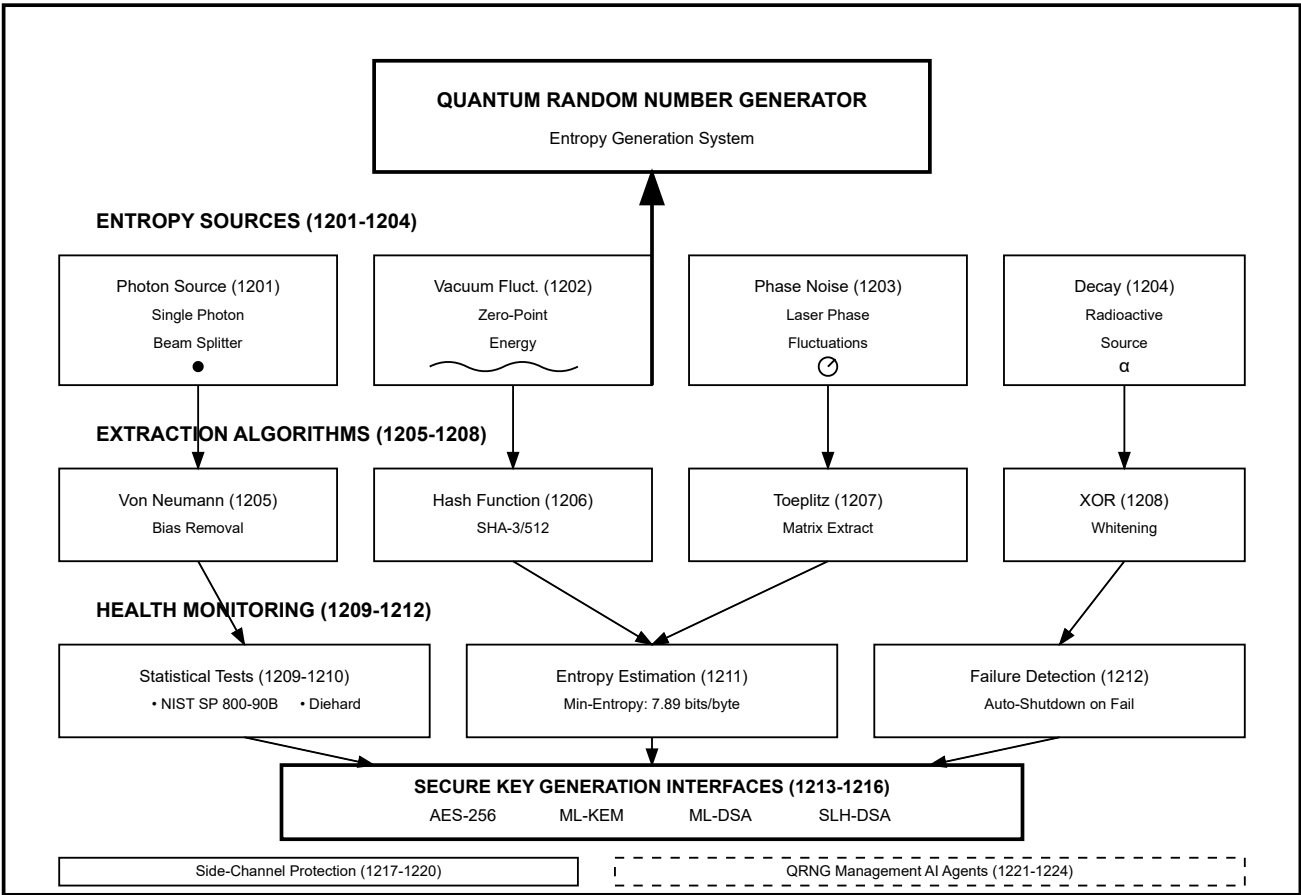 QUANTUM RANDOM NUMBER GENERATOR
Entropy Generation System
ENTROPY SOURCES (1201-1204)
Photon Source (1201)
Single Photon
Beam Splitter
Vacuum Fluct. (1202)
Zero-Point
Energy
Phase Noise (1203)
Laser Phase
Fluctuations
Decay (1204)
Radioactive
Source
α
EXTRACTION ALGORITHMS (1205-1208)
Von Neumann (1205)
Bias Removal
Hash Function (1206)
SHA-3/512
Toeplitz (1207)
Matrix Extract
XOR (1208)
Whitening
HEALTH MONITORING (1209-1212)
Statistical Tests (1209-1210)
• NIST SP 800-90B • Diehard
Entropy Estimation (1211)
Min-Entropy: 7.89 bits/byte
Failure Detection (1212)
Auto-Shutdown on Fail
SECURE KEY GENERATION INTERFACES (1213-1216)
AES-256 ML-KEM ML-DSA SLH-DSA
Side-Channel Protection (1217-1220)
QRNG Management AI Agents (1221-1224)